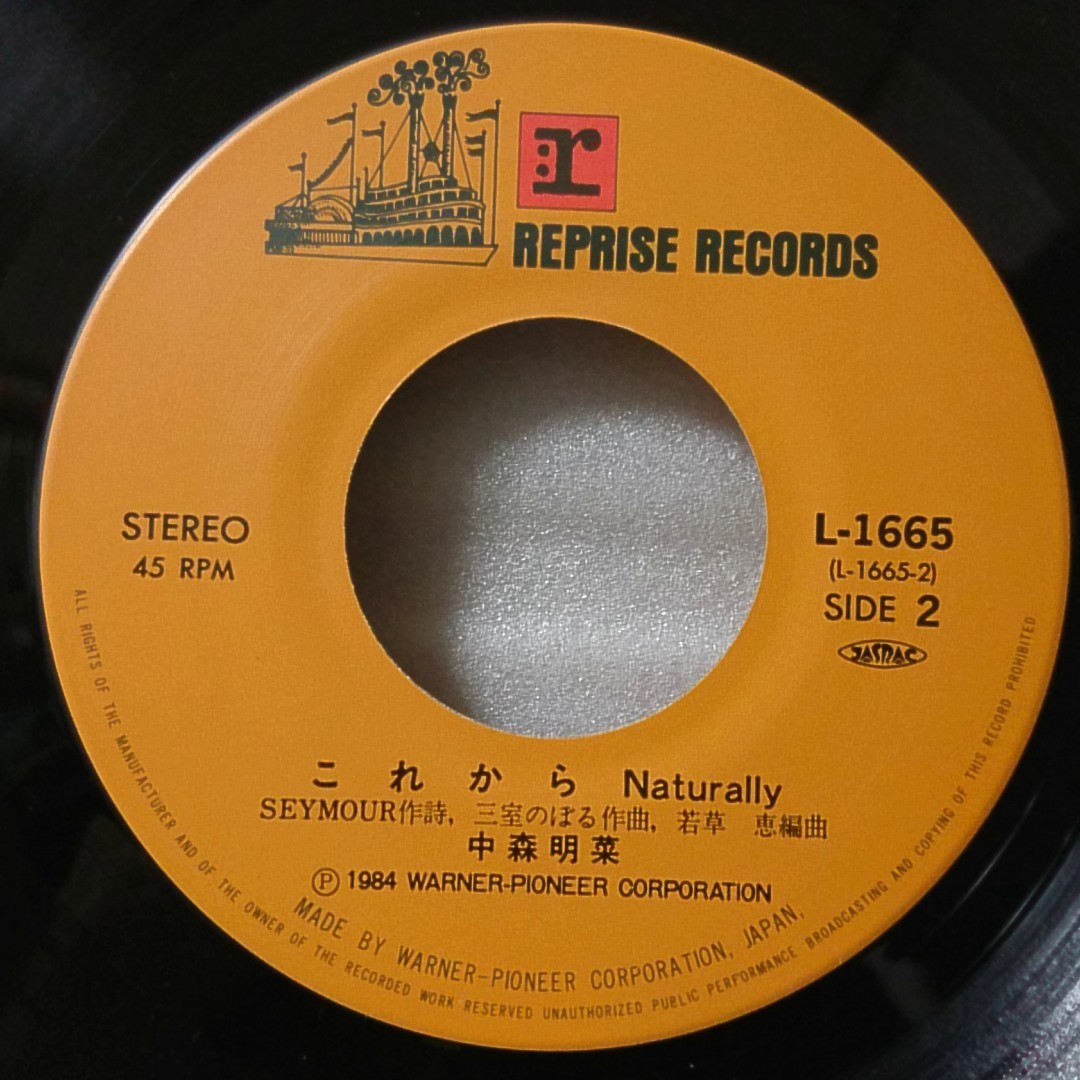 r
REPRISE RECORDS
STEREO
45 RPM
L-1665
(L-1665-2)
SIDE 2
JASRAC
これから Naturally
SEYMOUR作詩, 三室のぼる作曲, 若草 恵編曲
中森明菜
Ⓟ 1984 WARNER-PIONEER CORPORATION
MADE BY WARNER-PIONEER CORPORATION, JAPAN,
ALL RIGHTS OF THE MANUFACTURER AND OF THE OWNER OF THE RECORDED WORK RESERVED UNAUTHORIZED PUBLIC PERFORMANCE BROADCASTING AND COPYING OF THIS RECORD PROHIBITED